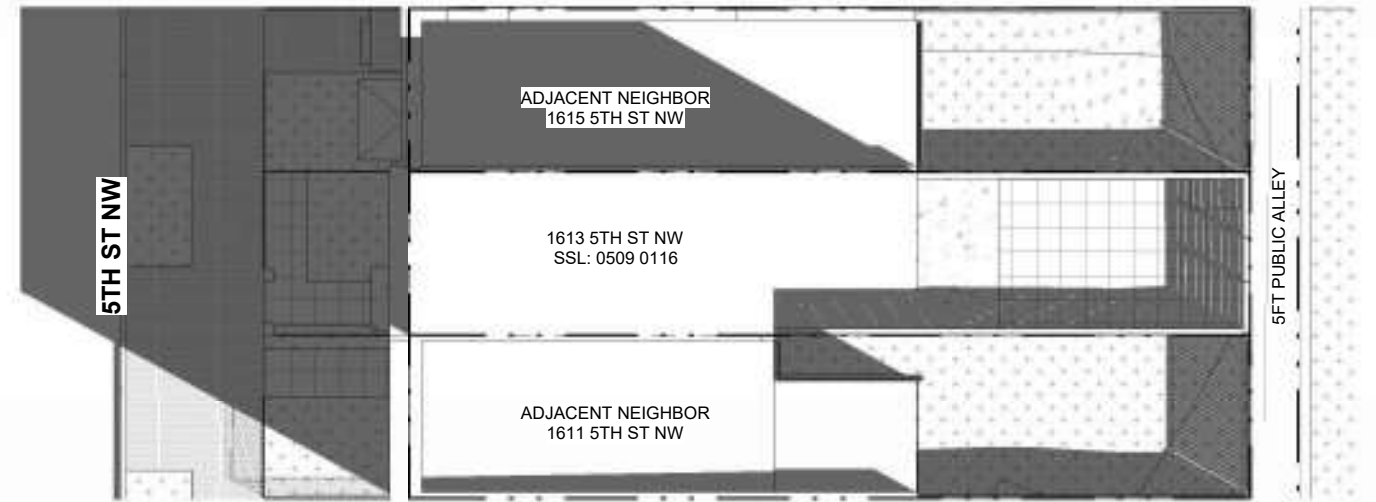 5TH ST NW
ADJACENT NEIGHBOR
1615 5TH ST NW
1613 5TH ST NW
SSL: 0509 0116
ADJACENT NEIGHBOR
1611 5TH ST NW
5FT PUBLIC ALLEY